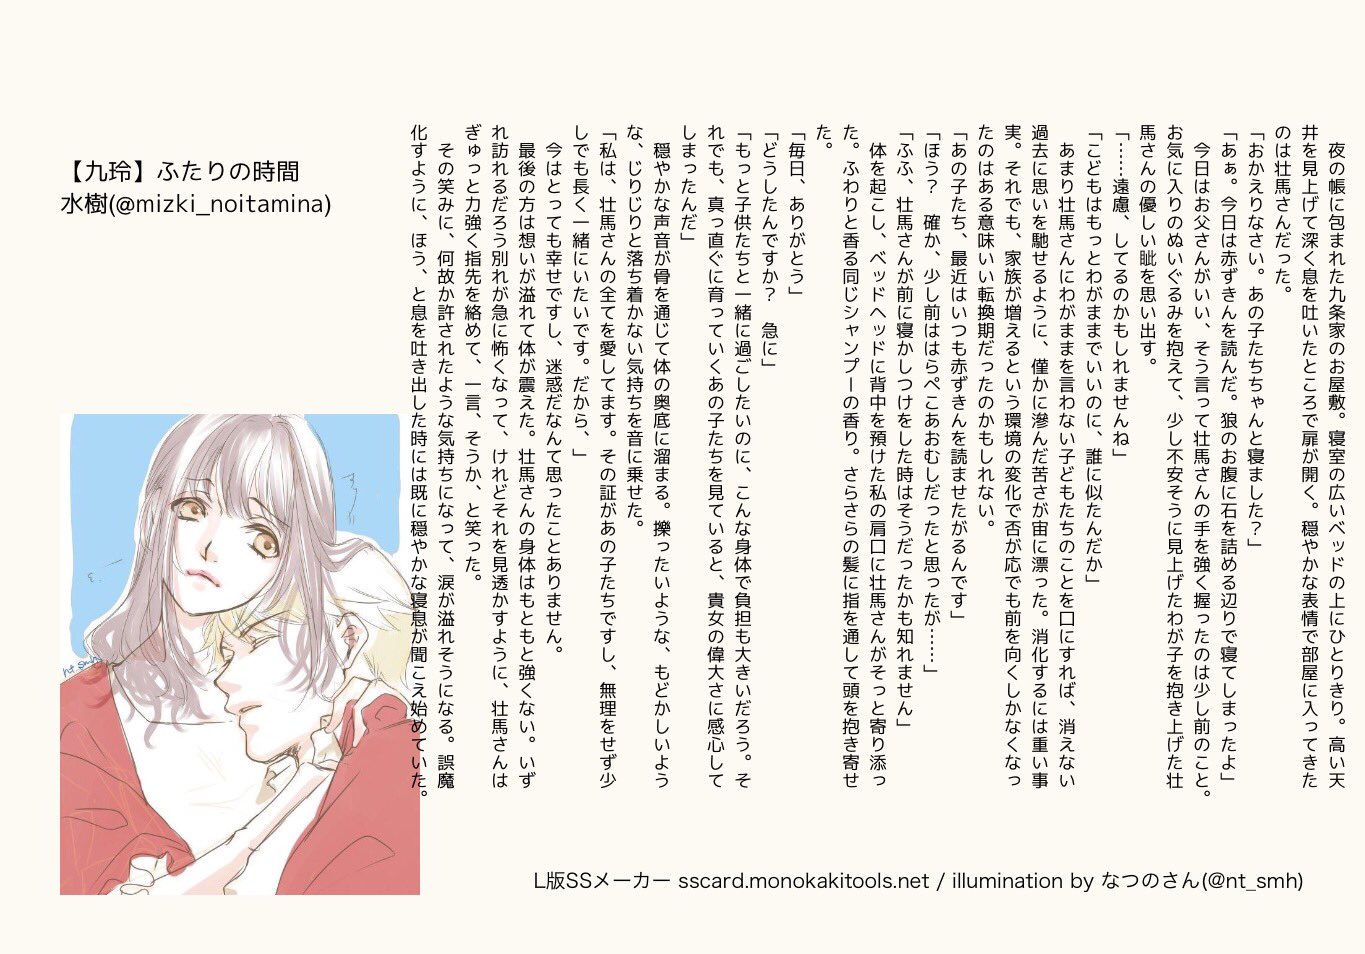 【九玲】ふたりの時間
水樹(@mizki_noitamina)
　夜の帳に包まれた九条家のお屋敷。寝室の広いベッドの上にひとりきり。高い天
井を見上げて深く息を吐いたところで扉が開く。穏やかな表情で部屋に入ってきた
のは壮馬さんだった。
「おかえりなさい。あの子たちちゃんと寝ました？」
「あぁ。今日は赤ずきんを読んだ。狼のお腹に石を詰める辺りで寝てしまったよ」
　今日はお父さんがいい、そう言って壮馬さんの手を強く握ったのは少し前のこと。
お気に入りのぬいぐるみを抱えて、少し不安そうに見上げたわが子を抱き上げた壮
馬さんの優しい眦を思い出す。
「……遠慮、してるのかもしれませんね」
「こどもはもっとわがままでいいのに、誰に似たんだか」
　あまり壮馬さんにわがままを言わない子どもたちのことを口にすれば、消えない
過去に思いを馳せるように、僅かに滲んだ苦さが宙に漂った。消化するには重い事
実。それでも、家族が増えるという環境の変化で否が応でも前を向くしかなくなっ
たのはある意味いい転換期だったのかもしれない。
「あの子たち、最近はいつも赤ずきんを読ませたがるんです」
「ほう？　確か、少し前ははらぺこあおむしだったと思ったが……」
「ふふ、壮馬さんが前に寝かしつけをした時はそうだったかも知れません」
　体を起こし、ベッドヘッドに背中を預けた私の肩口に壮馬さんがそっと寄り添っ
た。ふわりと香る同じシャンプーの香り。さらさらの髪に指を通して頭を抱き寄せ
た。
「毎日、ありがとう」
「どうしたんですか？　急に」
「もっと子供たちと一緒に過ごしたいのに、こんな身体で負担も大きいだろう。そ
れでも、真っ直ぐに育っていくあの子たちを見ていると、貴女の偉大さに感心して
しまったんだ」
　穏やかな声音が骨を通じて体の奥底に溜まる。擽ったいような、もどかしいよう
な、じりじりと落ち着かない気持ちを音に乗せた。
「私は、壮馬さんの全てを愛してます。その証があの子たちですし、無理をせず少
しでも長く一緒にいたいです。だから、」
　今はとっても幸せですし、迷惑だなんて思ったことありません。
　最後の方は想いが溢れて体が震えた。壮馬さんの身体はもともと強くない。いず
れ訪れるだろう別れが急に怖くなって、けれどそれを見透かすように、壮馬さんは
ぎゅっと力強く指先を絡めて、一言、そうか、と笑った。
　その笑みに、何故か許されたような気持ちになって、涙が溢れそうになる。誤魔
化すように、ほう、と息を吐き出した時には既に穏やかな寝息が聞こえ始めていた。
nt_smh
L版SSメーカー sscard.monokakitools.net / illumination by なつのさん(@nt_smh)